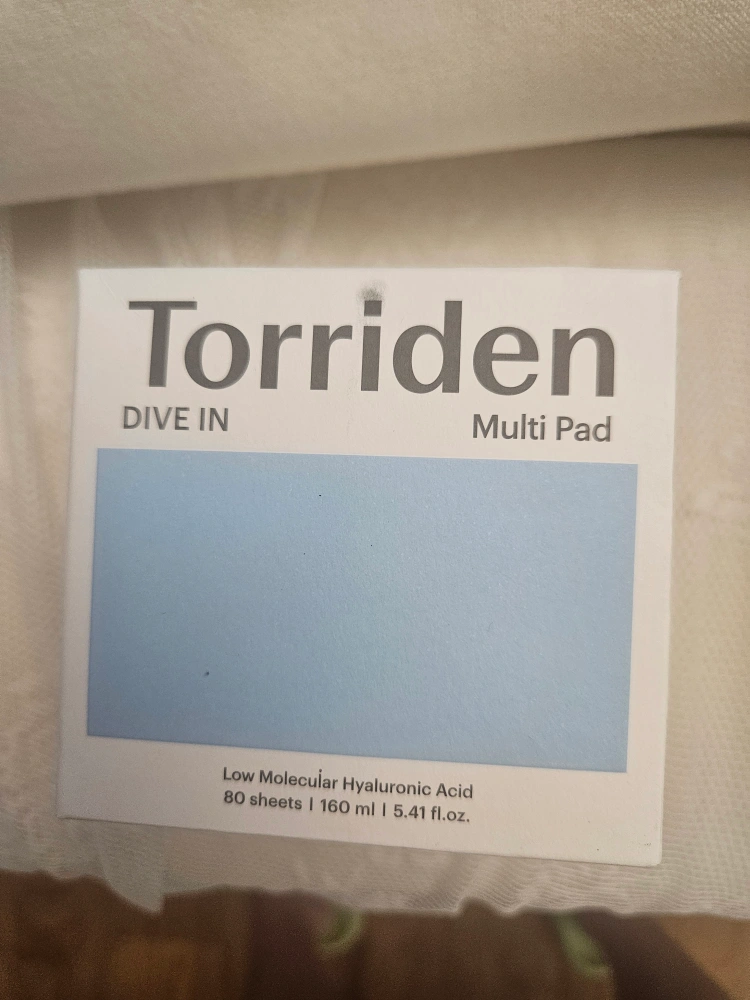 Torriden
DIVE IN Multi Pad
Low Molecular Hyaluronic Acid
80 sheets | 160 ml | 5.41 fl.oz.